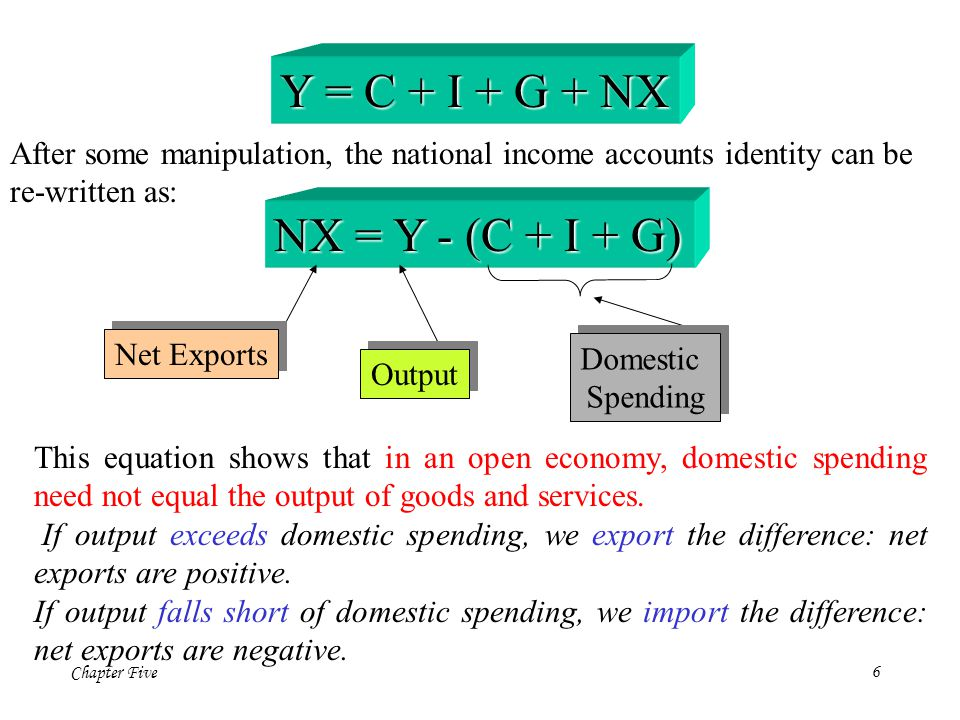 Y = C + I + G + NX
After some manipulation, the national income accounts identity can be
re-written as:
NX = Y - (C + I + G)
Net Exports
Output
Domestic
Spending
This equation shows that in an open economy, domestic spending
need not equal the output of goods and services.
If output exceeds domestic spending, we export the difference: net
exports are positive.
If output falls short of domestic spending, we import the difference:
net exports are negative.
Chapter Five
6